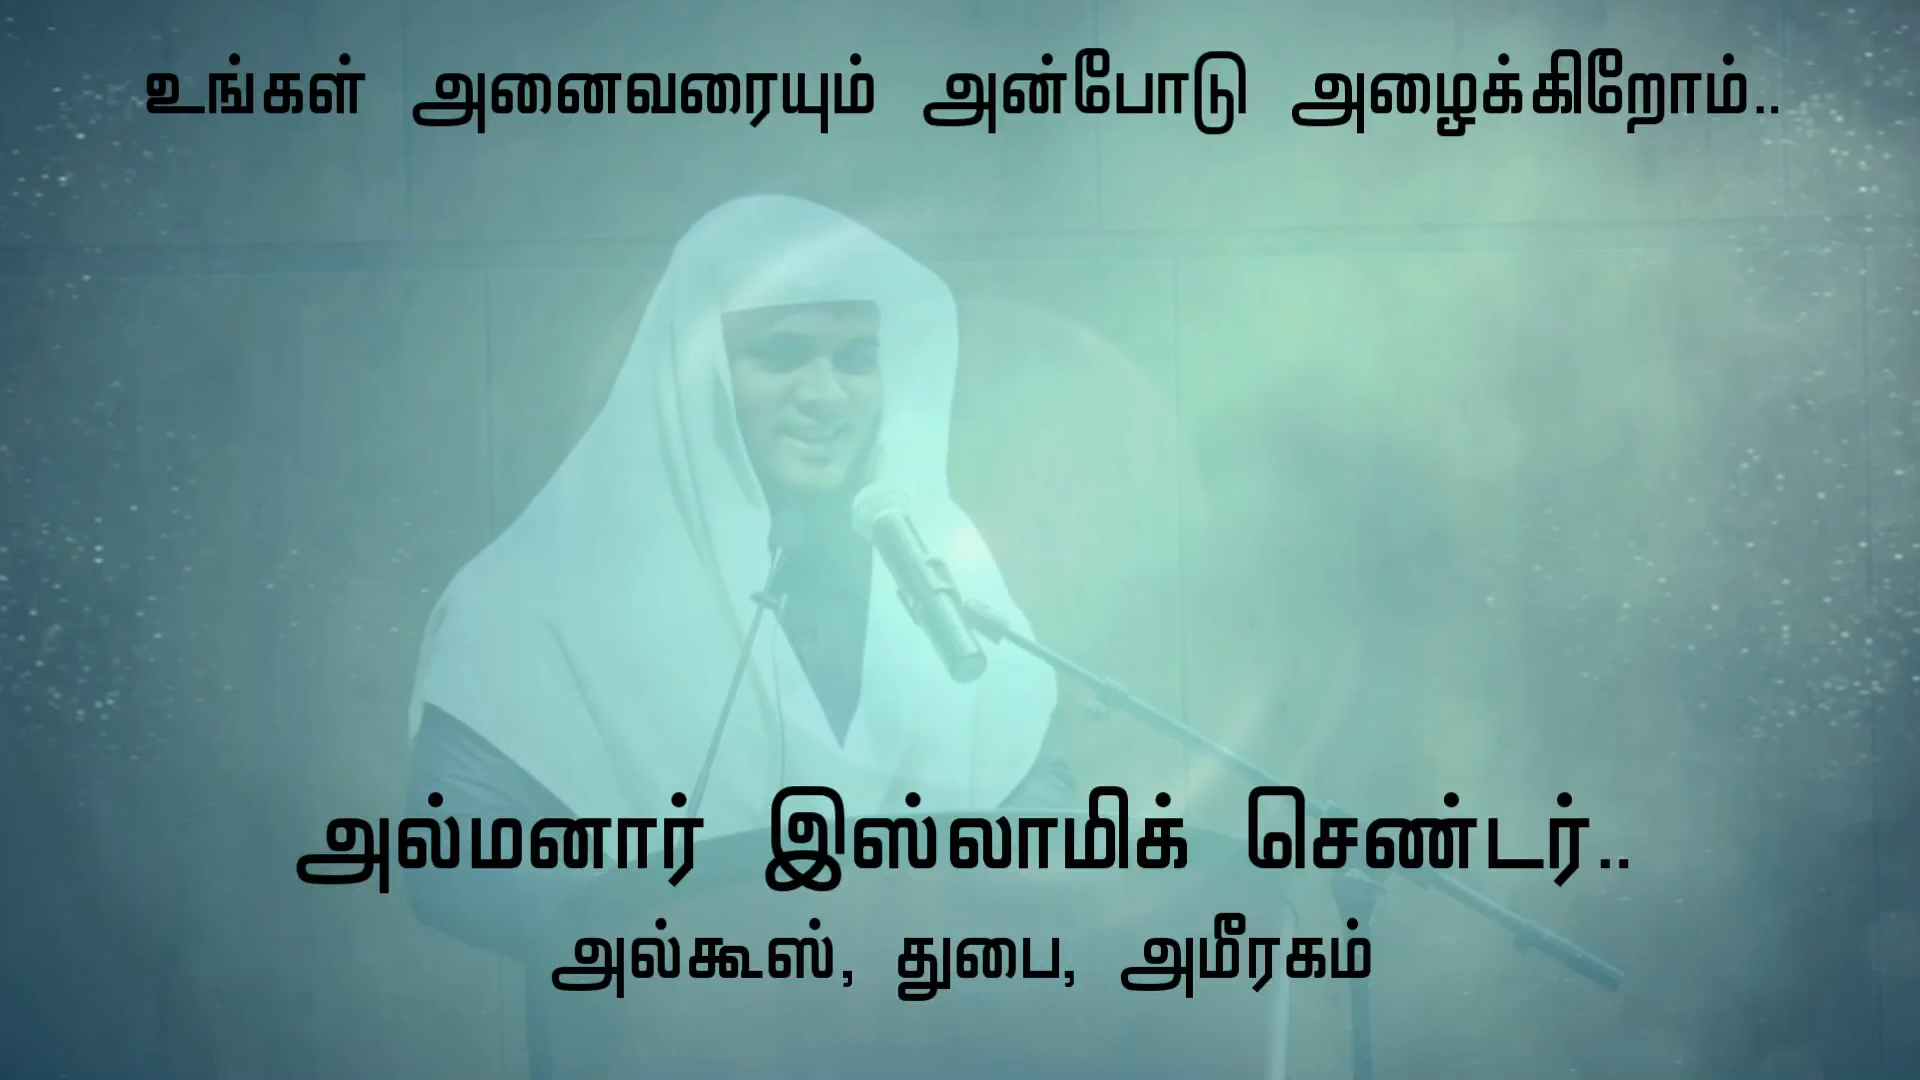 உங்கள் அனைவரையும் அன்போடு அழைக்கிறோம்..
அல்மனார் இஸ்லாமிக் செண்டர்..
அல்கூஸ், துபை, அமீரகம்